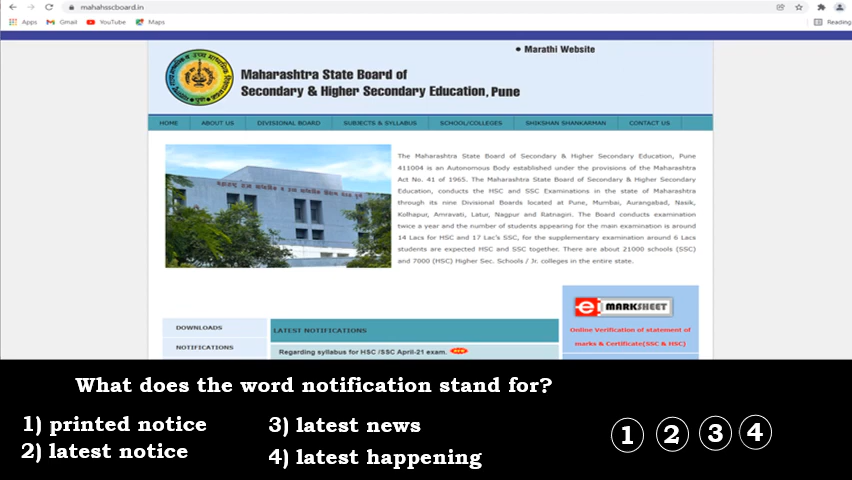 mahahsscboard.in
Apps Gmail YouTube Maps Reading
• Marathi Website
Maharashtra State Board of
Secondary & Higher Secondary Education, Pune
HOME ABOUT US DIVISIONAL BOARD SUBJECTS & SYLLABUS SCHOOL/COLLEGES SHIKSHAN SHANKARMAN CONTACT US
The Maharashtra State Board of Secondary & Higher Secondary Education, Pune
411004 is an Autonomous Body established under the provisions of the Maharashtra
Act No. 41 of 1965. The Maharashtra State Board of Secondary & Higher Secondary
Education, conducts the HSC and SSC Examinations in the state of Maharashtra
through its nine Divisional Boards located at Pune, Mumbai, Aurangabad, Nasik,
Kolhapur, Amravati, Latur, Nagpur and Ratnagiri. The Board conducts examination
twice a year and the number of students appearing for the main examination is around
14 Lacs for HSC and 17 Lac's SSC, for the supplementary examination around 6 Lacs
students are expected HSC and SSC together. There are about 21000 schools (SSC)
and 7000 (HSC) Higher Sec. Schools / Jr. colleges in the entire state.
e MARKSHEET
Online Verification of statement of
marks & Certificate(SSC & HSC)
DOWNLOADS
NOTIFICATIONS
LATEST NOTIFICATIONS
Regarding syllabus for HSC /SSC April-21 exam.
What does the word notification stand for?
1) printed notice
2) latest notice
3) latest news
4) latest happening
1 2 3 4